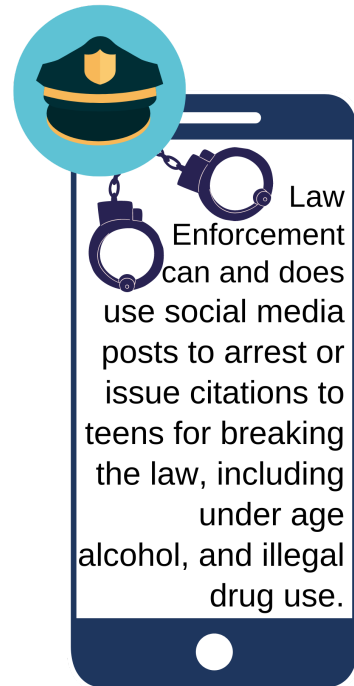 Law
Enforcement
can and does
use social media
posts to arrest or
issue citations to
teens for breaking
the law, including
under age
alcohol, and illegal
drug use.